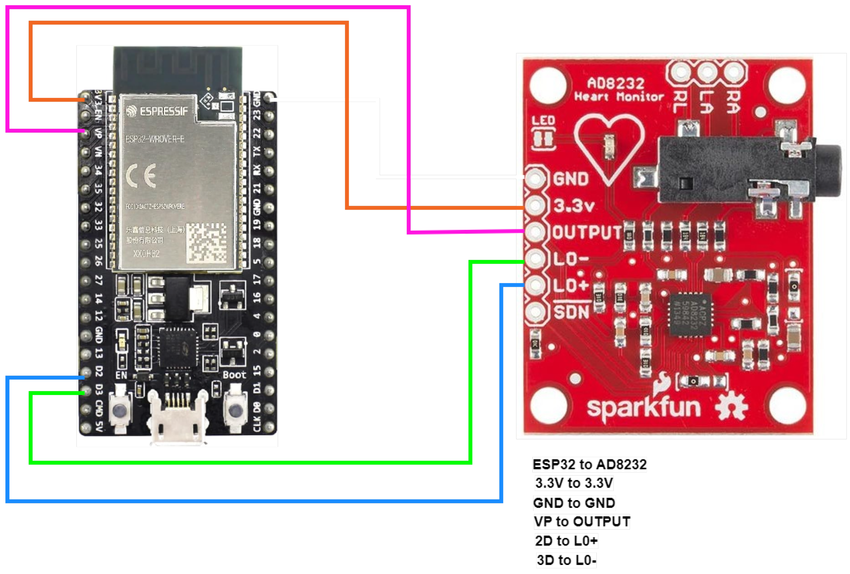 3V3 EN VP VN 34 35 32 33 25 26 27 14 12 GND 13 D2 D3 CMD 5V
ESPRESSIF
ESP32-WROVER-E
CE
EN
Boot
GND 23 22 TX RX 21 GND 19 18 5 17 16 4 0 2 15 D1 D0 CLK
AD8232
Heart Monitor
RL LA RA
LED
GND
3.3v
OUTPUT
LO-
LO+
SDN
sparkfun
ESP32 to AD8232
3.3V to 3.3V
GND to GND
VP to OUTPUT
2D to L0+
3D to L0-